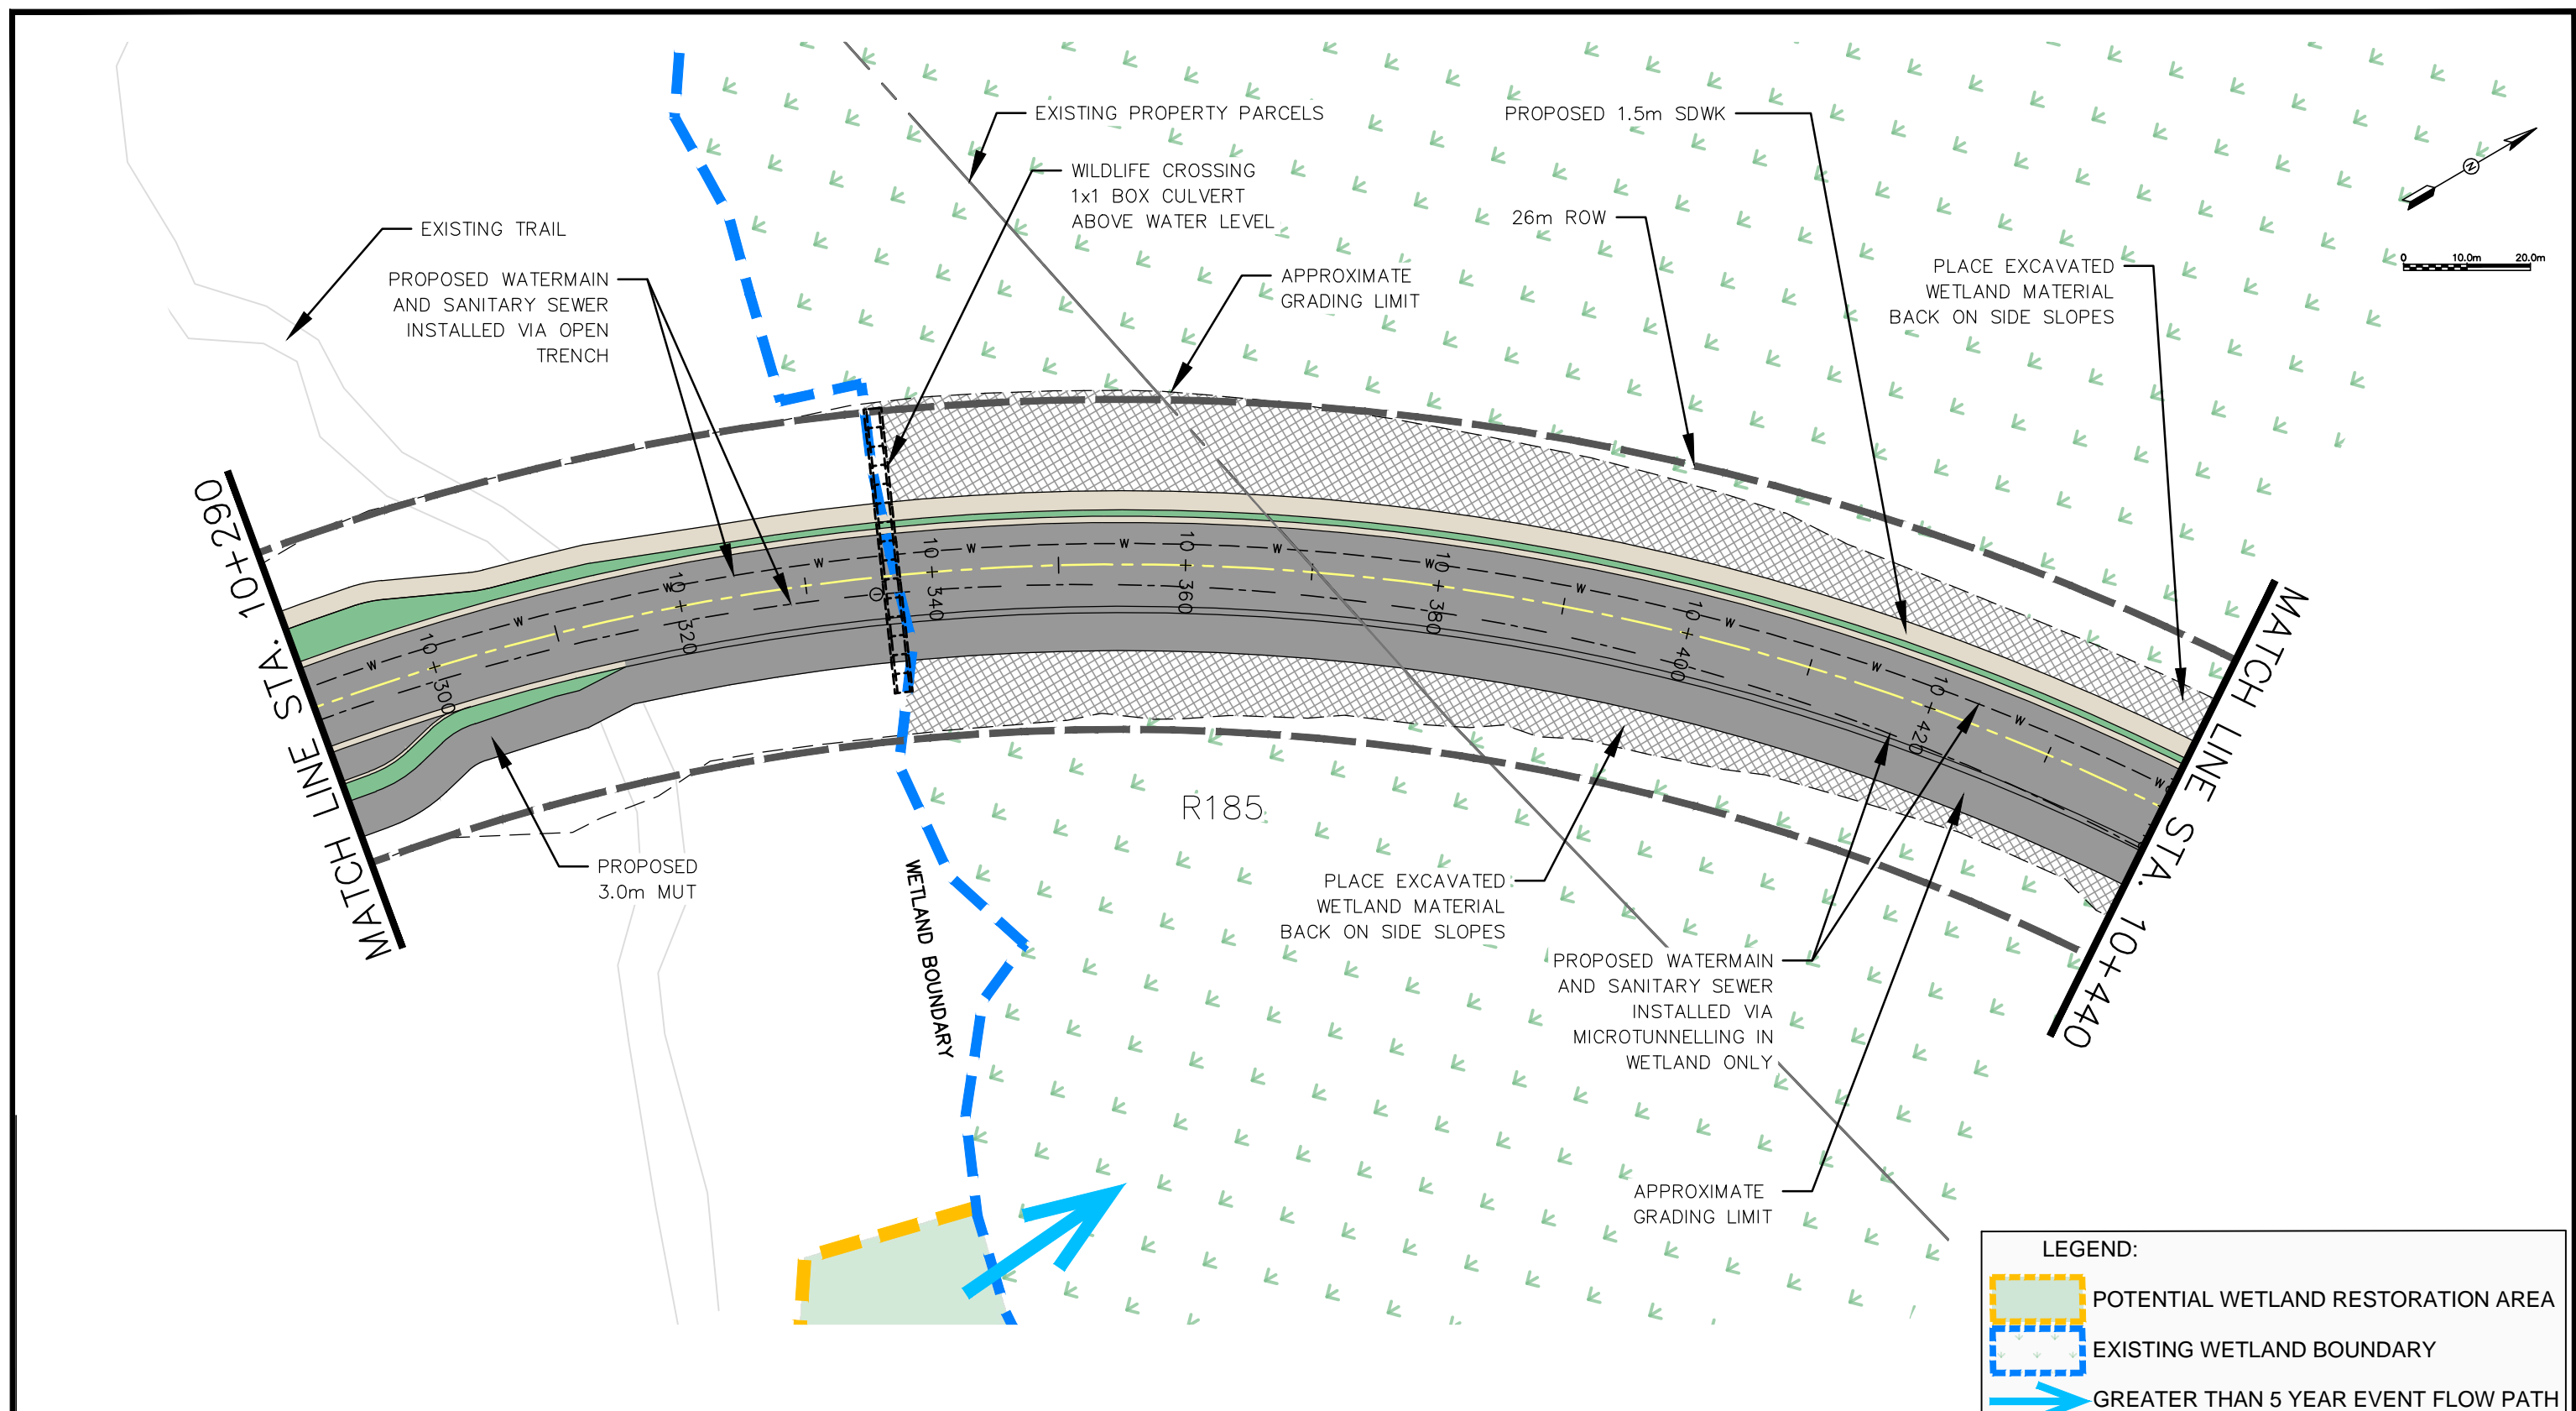 EXISTING PROPERTY PARCELS
PROPOSED 1.5m SDWK
WILDLIFE CROSSING
1x1 BOX CULVERT
ABOVE WATER LEVEL
26m ROW
N
EXISTING TRAIL
0 10.0m 20.0m
PROPOSED WATERMAIN
AND SANITARY SEWER
INSTALLED VIA OPEN
TRENCH
APPROXIMATE
GRADING LIMIT
PLACE EXCAVATED
WETLAND MATERIAL
BACK ON SIDE SLOPES
MATCH LINE STA. 10+290
10+300
10+320
10+340
10+360
10+380
10+400
10+420
W
W
W
W
W
W
W
W
W
W
W
W
MATCH LINE STA. 10+440
R185
PROPOSED
3.0m MUT
WETLAND BOUNDARY
PLACE EXCAVATED
WETLAND MATERIAL
BACK ON SIDE SLOPES
PROPOSED WATERMAIN
AND SANITARY SEWER
INSTALLED VIA
MICROTUNNELLING IN
WETLAND ONLY
APPROXIMATE
GRADING LIMIT
LEGEND:
POTENTIAL WETLAND RESTORATION AREA
EXISTING WETLAND BOUNDARY
GREATER THAN 5 YEAR EVENT FLOW PATH